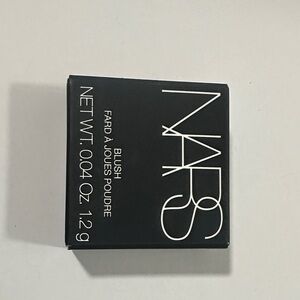 NARS
BLUSH
FARD À JOUES POUDRE
NET WT. 0.04 Oz. 1.2 g